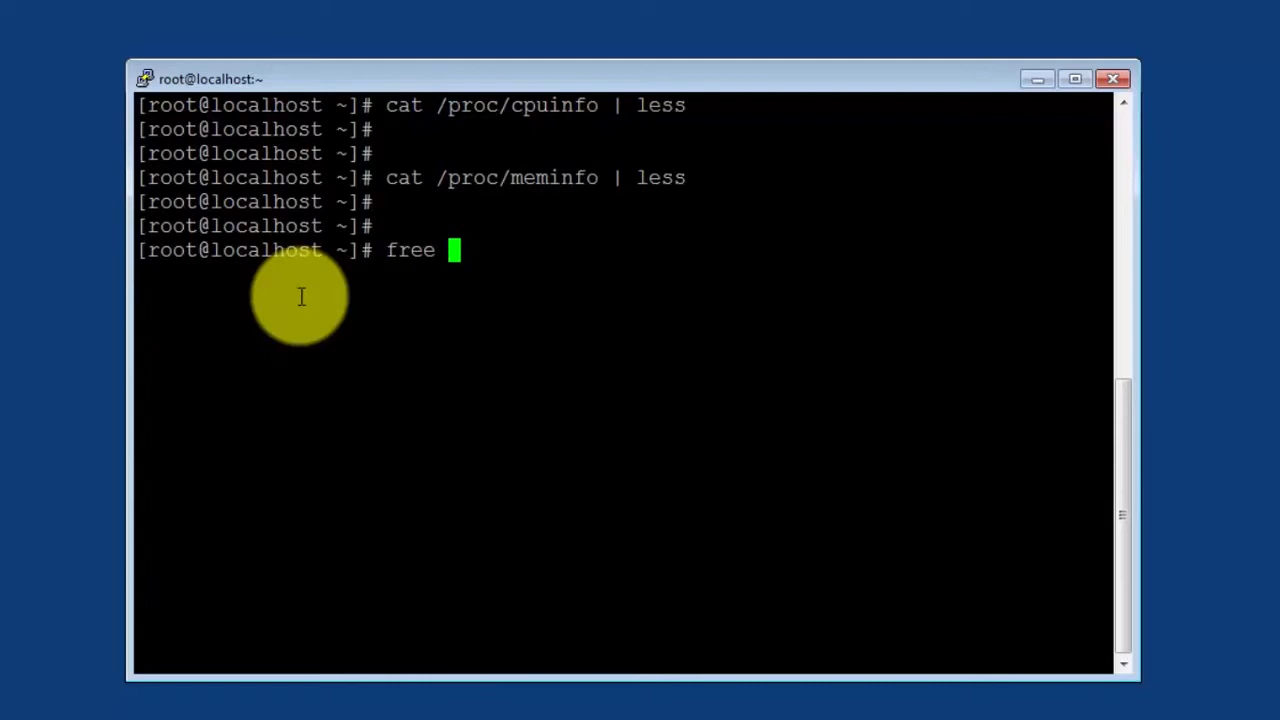 root@localhost:~
[root@localhost ~]# cat /proc/cpuinfo | less
[root@localhost ~]#
[root@localhost ~]#
[root@localhost ~]# cat /proc/meminfo | less
[root@localhost ~]#
[root@localhost ~]#
[root@localhost ~]# free